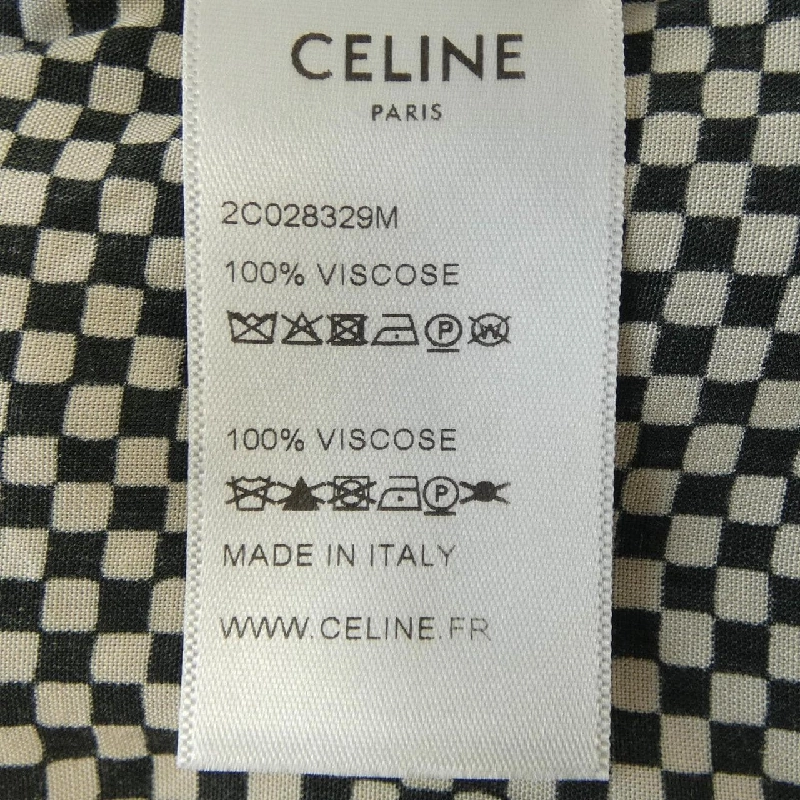 CELINE
PARIS
2C028329M
100% VISCOSE
P W
100% VISCOSE
P
MADE IN ITALY
WWW.CELINE.FR